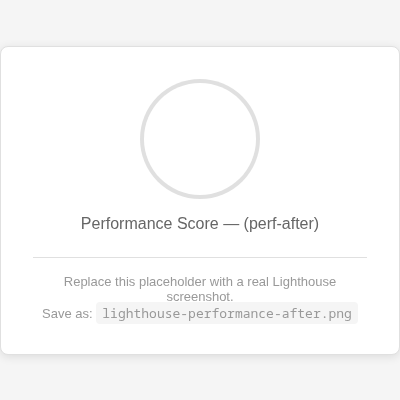 Performance Score — (perf-after)
Replace this placeholder with a real Lighthouse
screenshot.
Save as: lighthouse-performance-after.png